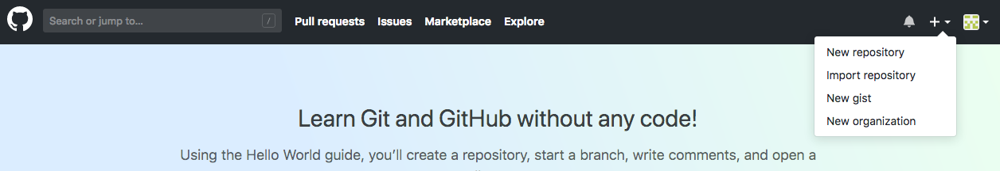 Search or jump to... /
Pull requests Issues Marketplace Explore
New repository
Import repository
New gist
New organization
Learn Git and GitHub without any code!
Using the Hello World guide, you’ll create a repository, start a branch, write comments, and open a